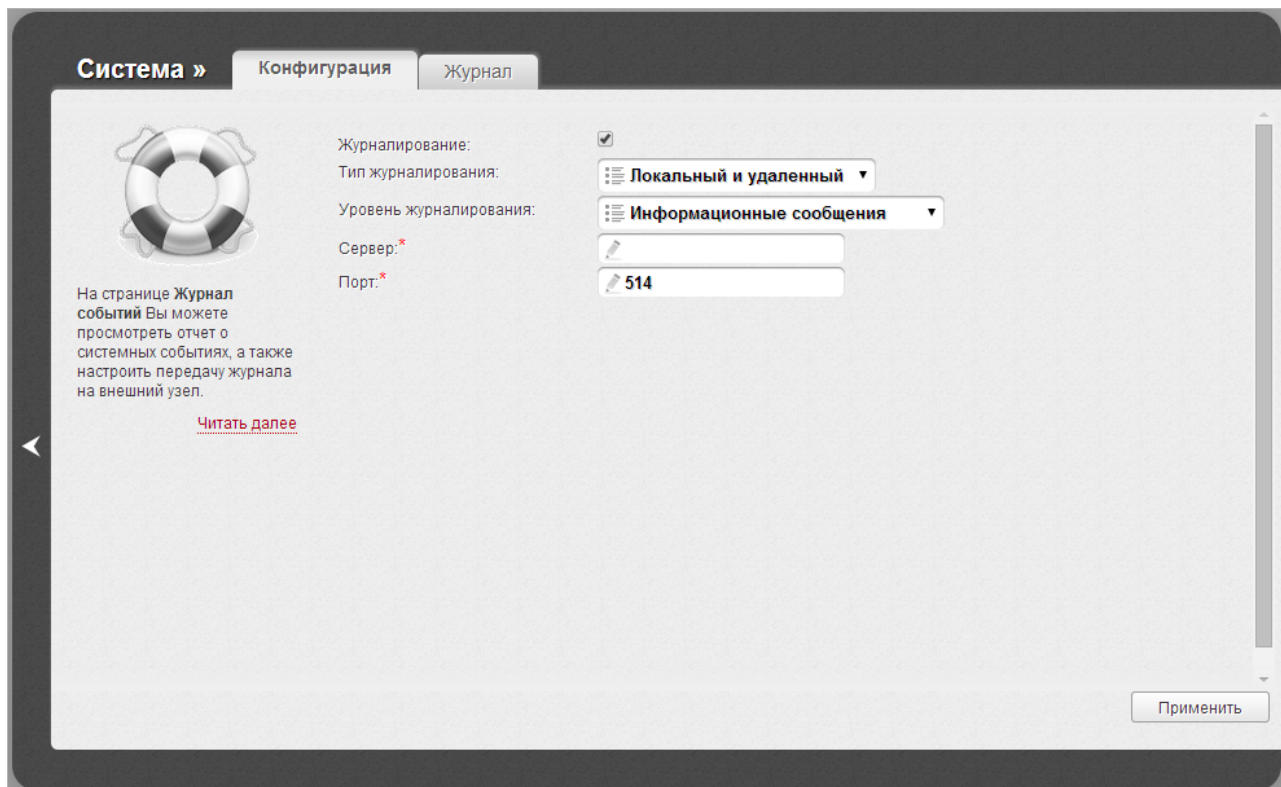 Система »
Конфигурация
Журнал
На странице Журнал
событий Вы можете
просмотреть отчет о
системных событиях, а также
настроить передачу журнала
на внешний узел.
Читать далее
Журналирование:
Тип журналирования:
Локальный и удаленный
Уровень журналирования:
Информационные сообщения
Сервер:*
Порт:*
514
Применить